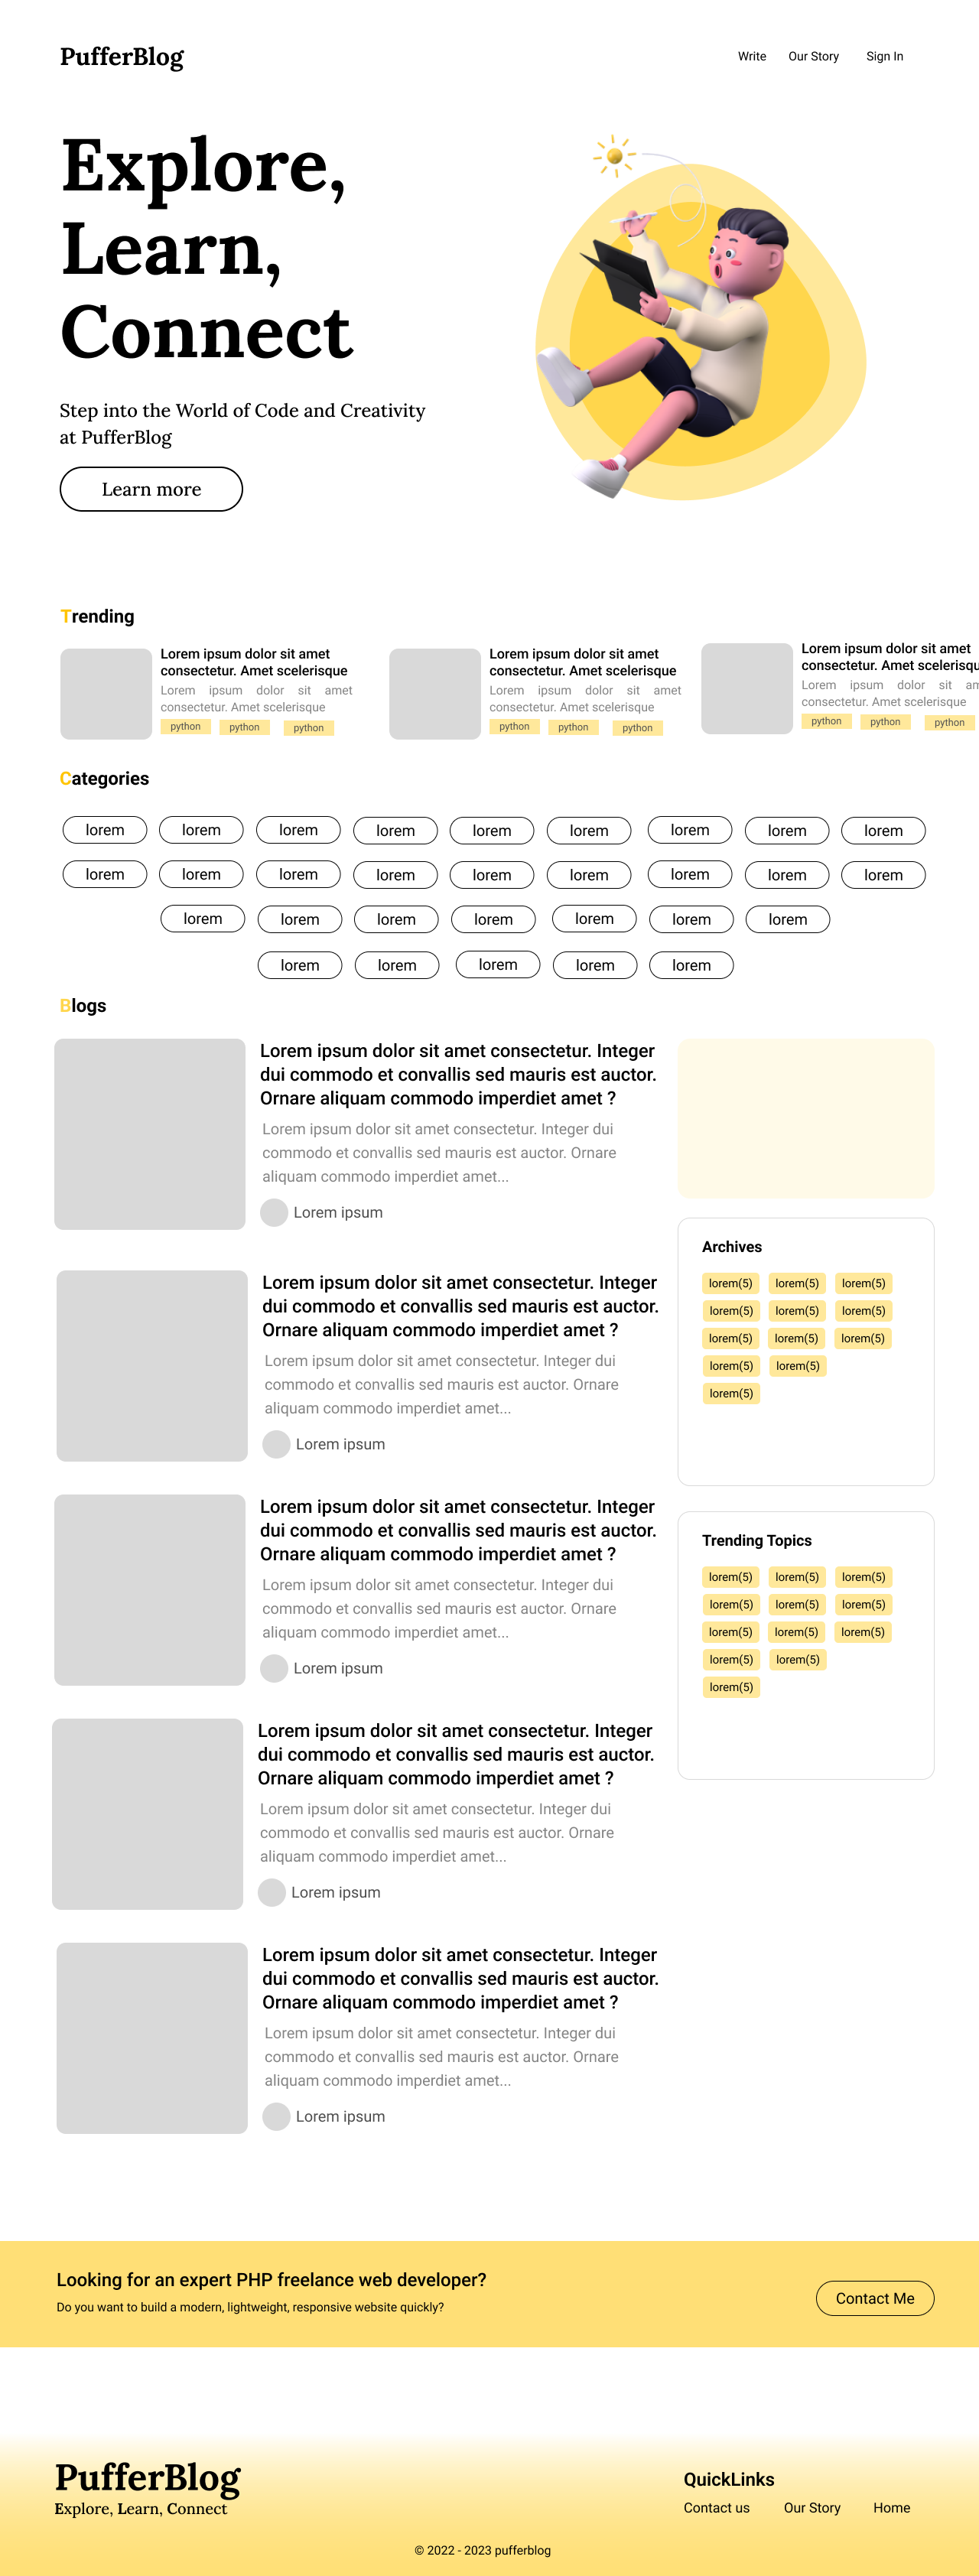 PufferBlog
Write Our Story Sign In
Explore,
Learn,
Connect
Step into the World of Code and Creativity
at PufferBlog
Learn more
Trending
Lorem ipsum dolor sit amet
consectetur. Amet scelerisque
Lorem ipsum dolor sit amet
consectetur. Amet scelerisque
python python python
Lorem ipsum dolor sit amet
consectetur. Amet scelerisque
Lorem ipsum dolor sit amet
consectetur. Amet scelerisque
python python python
Lorem ipsum dolor sit amet
consectetur. Amet scelerisqu
Lorem ipsum dolor sit am
consectetur. Amet scelerisque
python python python
Categories
lorem lorem lorem lorem lorem lorem lorem lorem lorem
lorem lorem lorem lorem lorem lorem lorem lorem lorem
lorem lorem lorem lorem lorem lorem lorem
lorem lorem lorem lorem lorem
Blogs
Lorem ipsum dolor sit amet consectetur. Integer
dui commodo et convallis sed mauris est auctor.
Ornare aliquam commodo imperdiet amet ?
Lorem ipsum dolor sit amet consectetur. Integer dui
commodo et convallis sed mauris est auctor. Ornare
aliquam commodo imperdiet amet...
Lorem ipsum
Lorem ipsum dolor sit amet consectetur. Integer
dui commodo et convallis sed mauris est auctor.
Ornare aliquam commodo imperdiet amet ?
Lorem ipsum dolor sit amet consectetur. Integer dui
commodo et convallis sed mauris est auctor. Ornare
aliquam commodo imperdiet amet...
Lorem ipsum
Lorem ipsum dolor sit amet consectetur. Integer
dui commodo et convallis sed mauris est auctor.
Ornare aliquam commodo imperdiet amet ?
Lorem ipsum dolor sit amet consectetur. Integer dui
commodo et convallis sed mauris est auctor. Ornare
aliquam commodo imperdiet amet...
Lorem ipsum
Lorem ipsum dolor sit amet consectetur. Integer
dui commodo et convallis sed mauris est auctor.
Ornare aliquam commodo imperdiet amet ?
Lorem ipsum dolor sit amet consectetur. Integer dui
commodo et convallis sed mauris est auctor. Ornare
aliquam commodo imperdiet amet...
Lorem ipsum
Lorem ipsum dolor sit amet consectetur. Integer
dui commodo et convallis sed mauris est auctor.
Ornare aliquam commodo imperdiet amet ?
Lorem ipsum dolor sit amet consectetur. Integer dui
commodo et convallis sed mauris est auctor. Ornare
aliquam commodo imperdiet amet...
Lorem ipsum
Archives
lorem(5) lorem(5) lorem(5)
lorem(5) lorem(5) lorem(5)
lorem(5) lorem(5) lorem(5)
lorem(5) lorem(5)
lorem(5)
Trending Topics
lorem(5) lorem(5) lorem(5)
lorem(5) lorem(5) lorem(5)
lorem(5) lorem(5) lorem(5)
lorem(5) lorem(5)
lorem(5)
Looking for an expert PHP freelance web developer?
Do you want to build a modern, lightweight, responsive website quickly?
Contact Me
PufferBlog
Explore, Learn, Connect
QuickLinks
Contact us Our Story Home
© 2022 - 2023 pufferblog